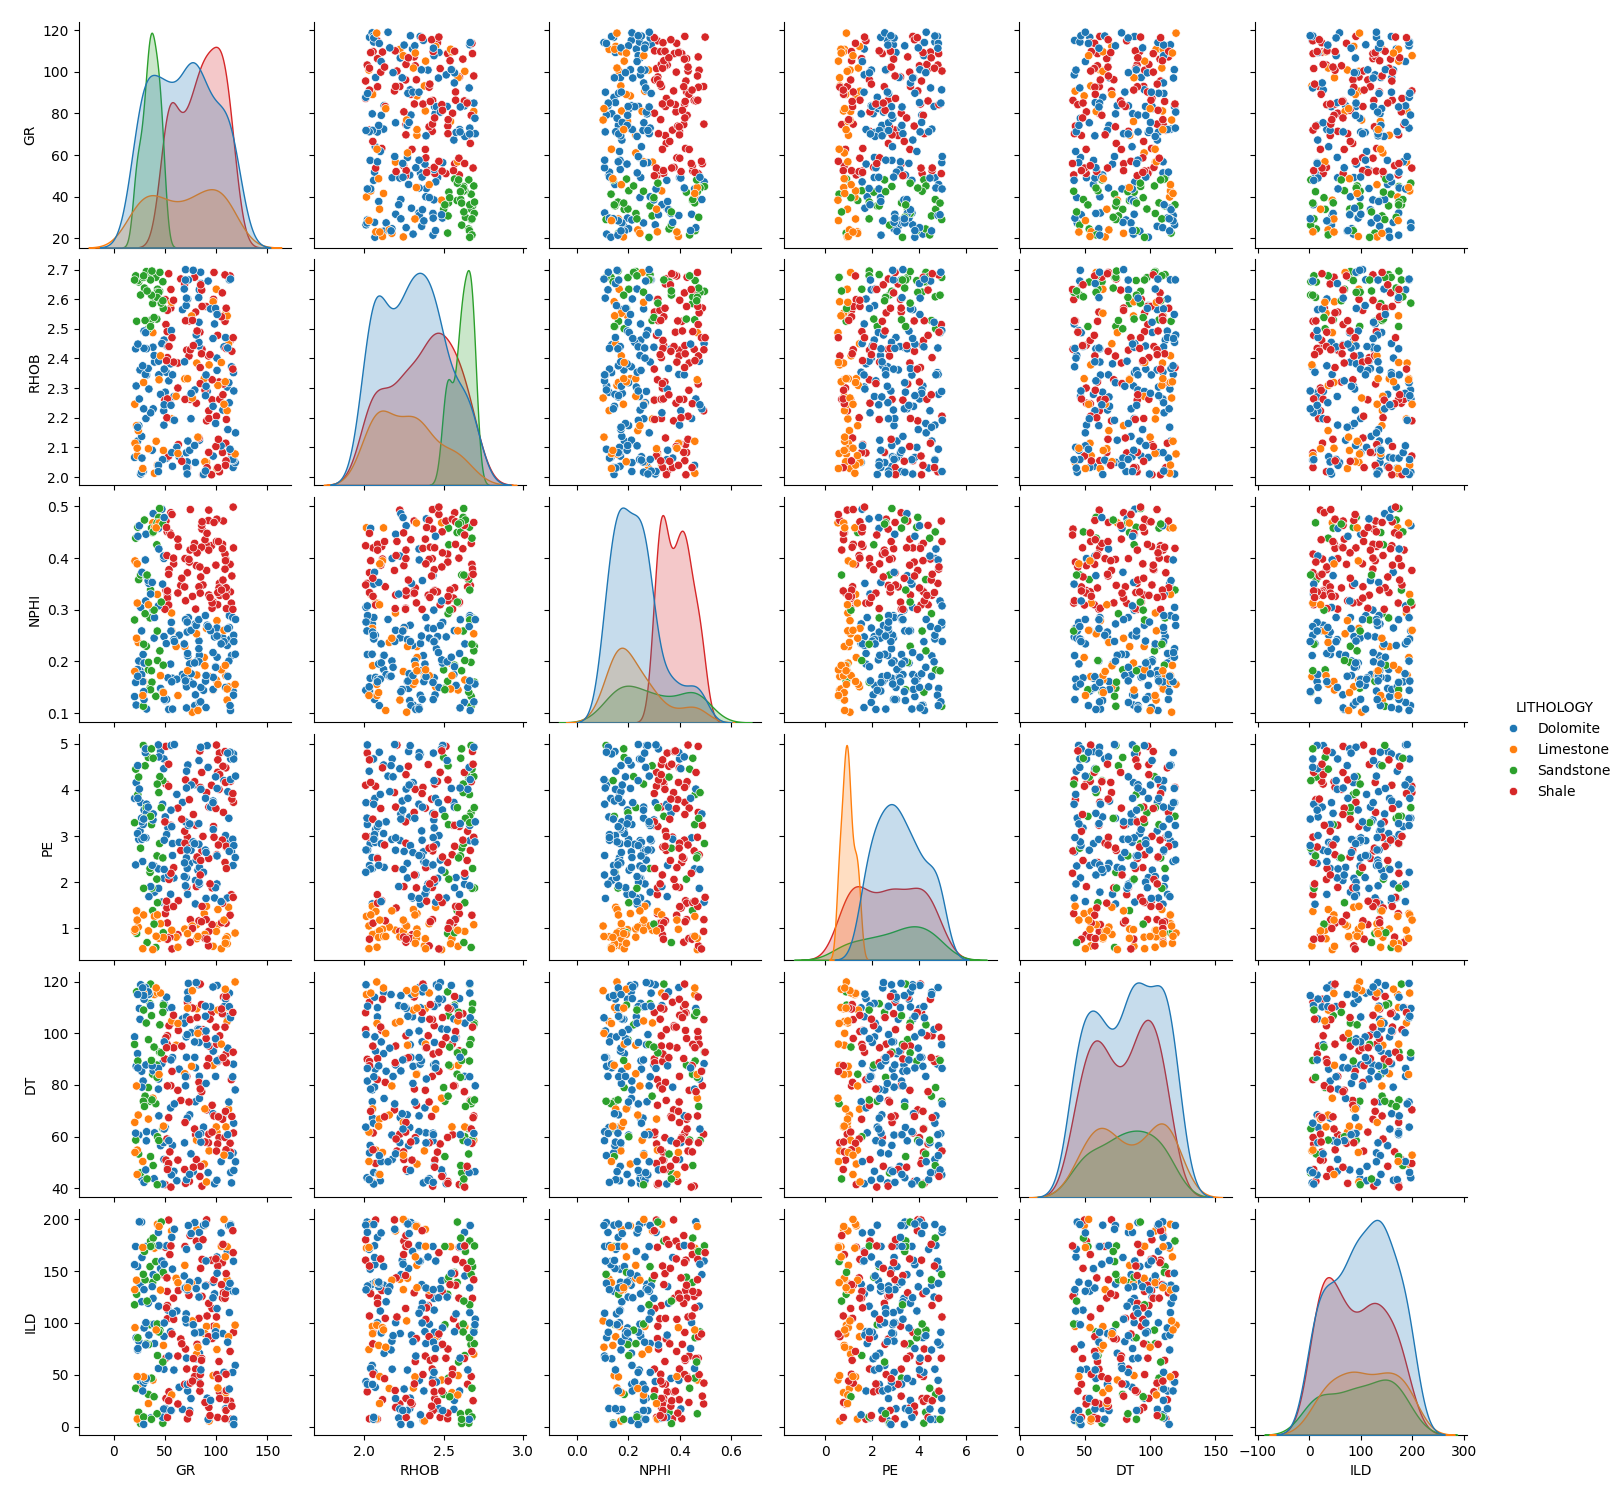 120
100
80
60
40
20
GR
2.7
2.6
2.5
2.4
2.3
2.2
2.1
2.0
RHOB
0.5
0.4
0.3
0.2
0.1
NPHI
LITHOLOGY
Dolomite
Limestone
Sandstone
Shale
5
4
3
2
1
PE
120
100
80
60
40
DT
200
150
100
50
0
ILD
0 50 100 150
GR
2.0 2.5 3.0
RHOB
0.0 0.2 0.4 0.6
NPHI
0 2 4 6
PE
0 50 100 150
DT
−100 0 100 200 300
ILD